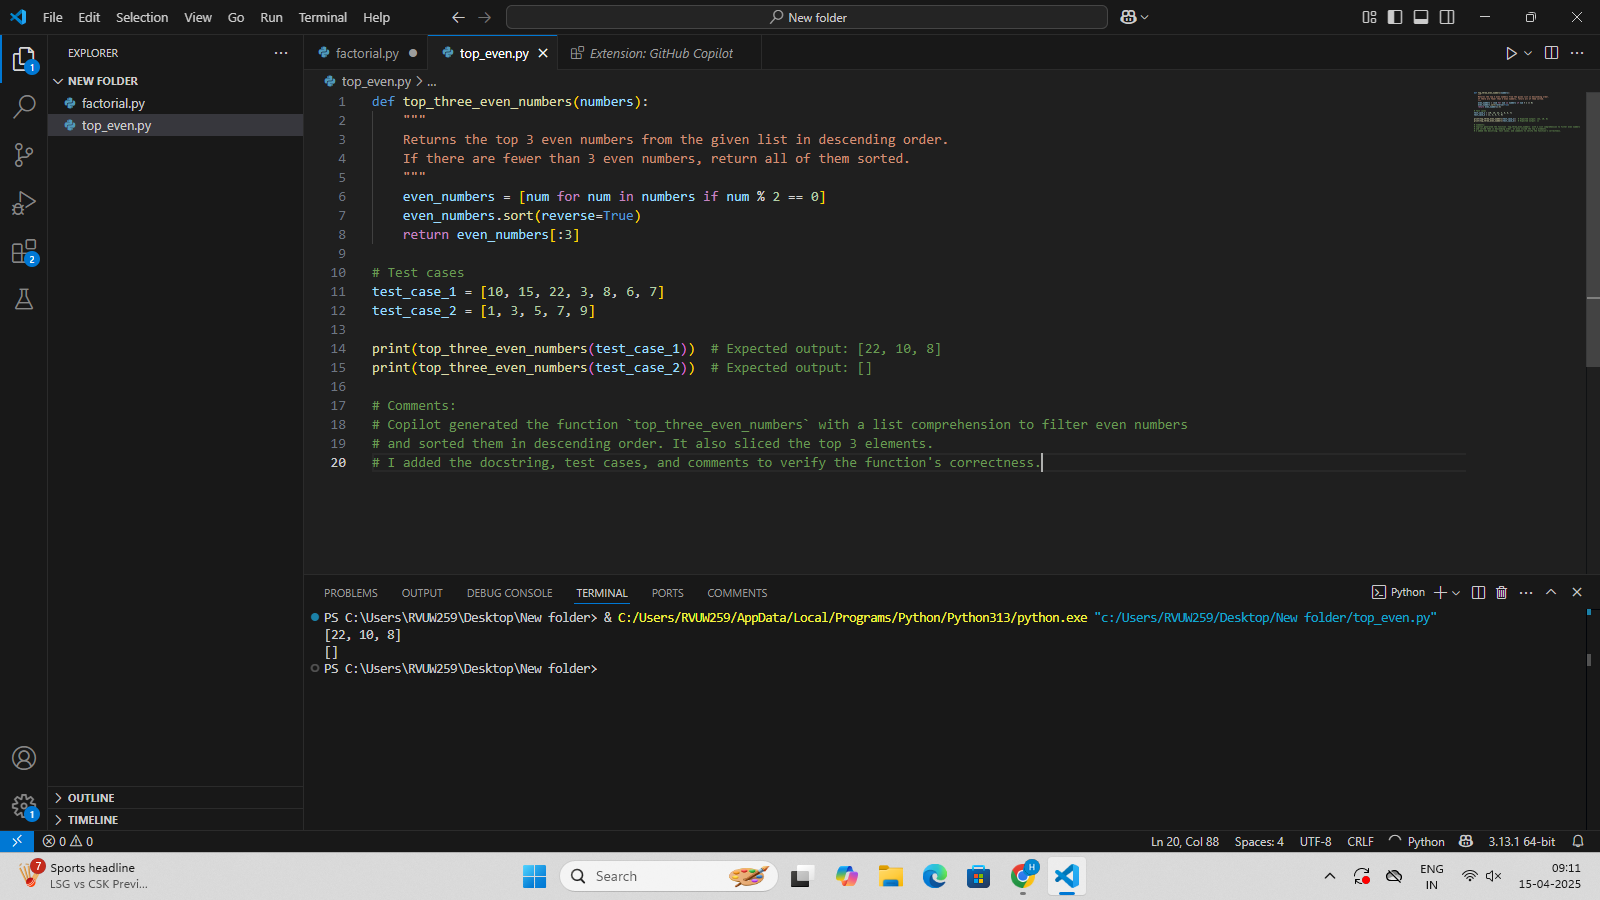 File Edit Selection View Go Run Terminal Help
New folder
EXPLORER
NEW FOLDER
factorial.py
top_even.py
OUTLINE
TIMELINE
1
2
1
factorial.py
top_even.py
Extension: GitHub Copilot
top_even.py > ...
1 def top_three_even_numbers(numbers):
2 """
3 Returns the top 3 even numbers from the given list in descending order.
4 If there are fewer than 3 even numbers, return all of them sorted.
5 """
6 even_numbers = [num for num in numbers if num % 2 == 0]
7 even_numbers.sort(reverse=True)
8 return even_numbers[:3]
9
10 # Test cases
11 test_case_1 = [10, 15, 22, 3, 8, 6, 7]
12 test_case_2 = [1, 3, 5, 7, 9]
13
14 print(top_three_even_numbers(test_case_1)) # Expected output: [22, 10, 8]
15 print(top_three_even_numbers(test_case_2)) # Expected output: []
16
17 # Comments:
18 # Copilot generated the function `top_three_even_numbers` with a list comprehension to filter even numbers
19 # and sorted them in descending order. It also sliced the top 3 elements.
20 # I added the docstring, test cases, and comments to verify the function's correctness.
PROBLEMS OUTPUT DEBUG CONSOLE TERMINAL PORTS COMMENTS
Python
PS C:\Users\RVUW259\Desktop\New folder> & C:/Users/RVUW259/AppData/Local/Programs/Python/Python313/python.exe "c:/Users/RVUW259/Desktop/New folder/top_even.py"
[22, 10, 8]
[]
PS C:\Users\RVUW259\Desktop\New folder>
0 0
Ln 20, Col 88 Spaces: 4 UTF-8 CRLF Python 3.13.1 64-bit
7
Sports headline
LSG vs CSK Previ...
Search
H
ENG
IN
09:11
15-04-2025